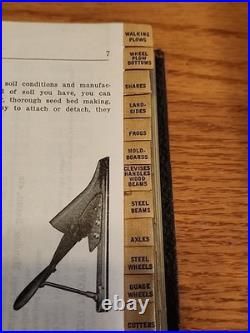 7
soil conditions and manufac-
d of soil you have, you can
, thorough seed bed making,
y to attach or detach, they
WALKING
PLOWS
WHEEL
PLOW
BOTTOMS
SHARES
LAND-
SIDES
FROGS
MOLD-
BOARDS
CLEVISES
HANDLES
WOOD
BEAMS
STEEL
BEAMS
AXLES
STEEL
WHEELS
GUAGE
WHEELS
CUTTERS